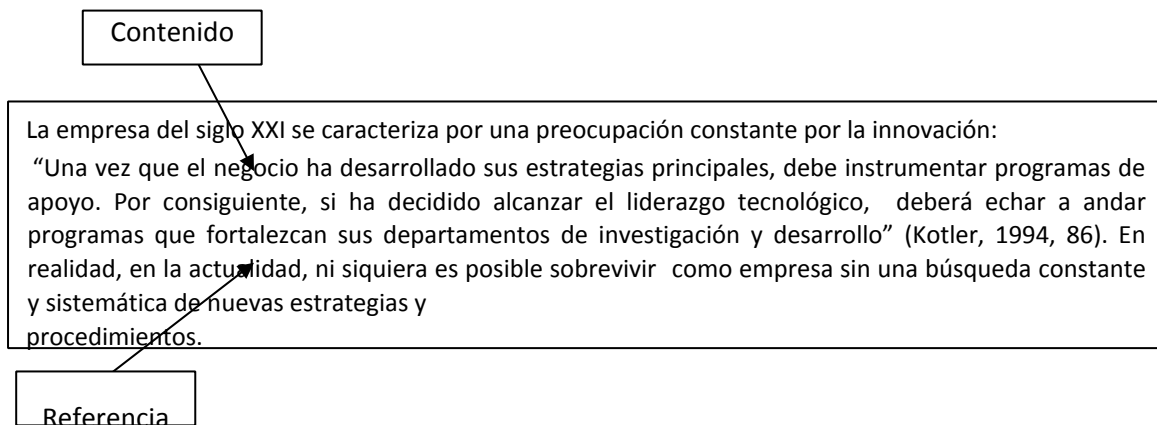 Contenido
La empresa del siglo XXI se caracteriza por una preocupación constante por la innovación:
“Una vez que el negocio ha desarrollado sus estrategias principales, debe instrumentar programas de
apoyo. Por consiguiente, si ha decidido alcanzar el liderazgo tecnológico, deberá echar a andar
programas que fortalezcan sus departamentos de investigación y desarrollo” (Kotler, 1994, 86). En
realidad, en la actualidad, ni siquiera es posible sobrevivir como empresa sin una búsqueda constante
y sistemática de nuevas estrategias y
procedimientos.
Referencia